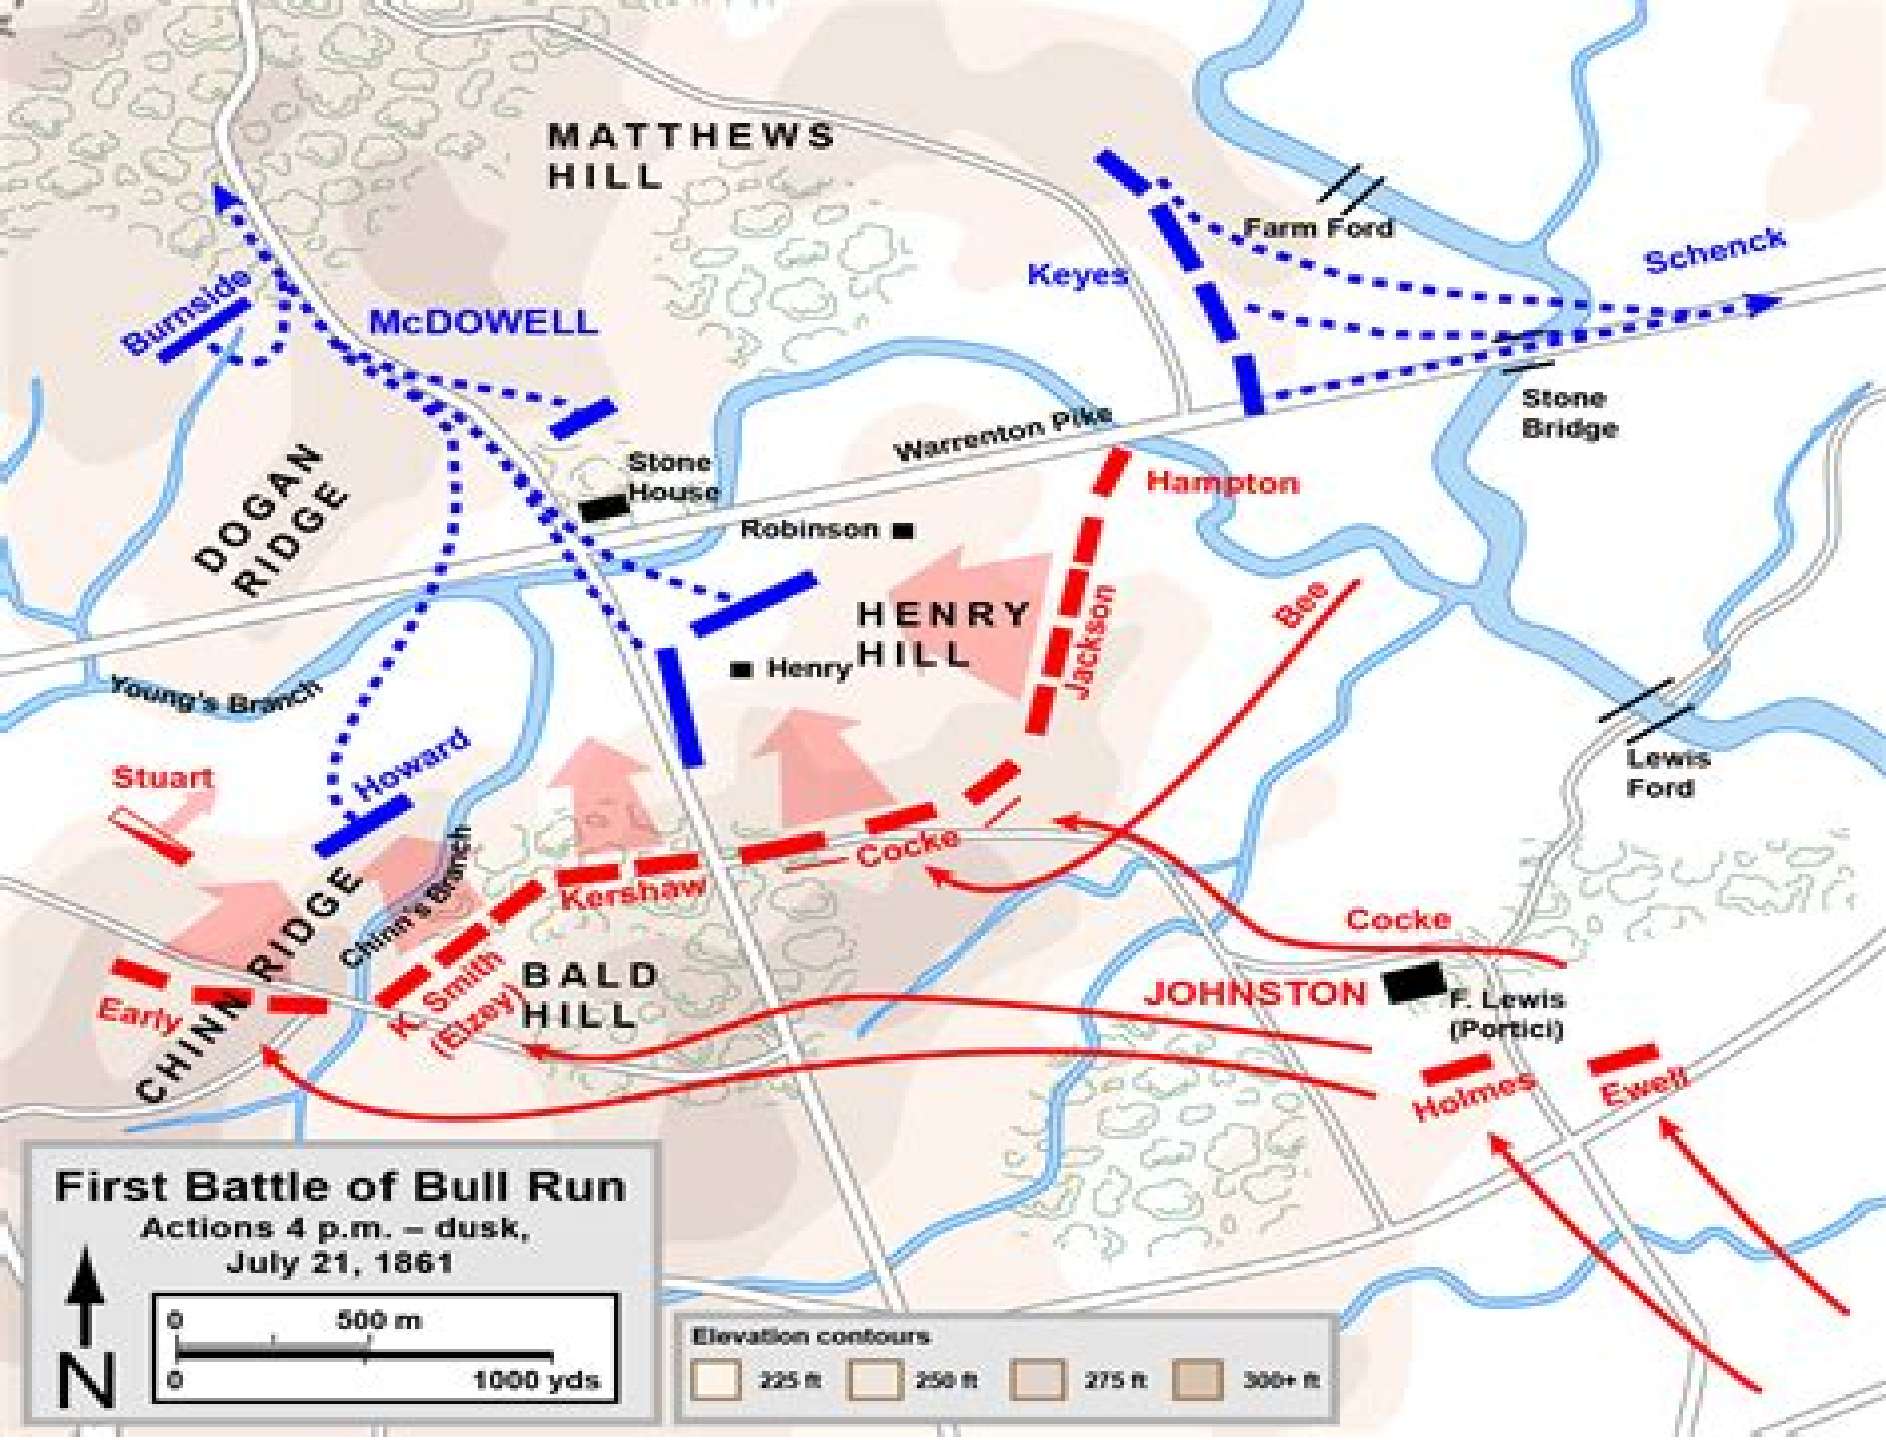 MATTHEWS
HILL
Farm Ford
Schenck
Keyes
Burnside
McDOWELL
Stone
Bridge
Warrenton Pike
Stone
House
Hampton
DOGAN
RIDGE
Robinson
HENRY
HILL
Jackson
Bee
Henry
Young's Branch
Howard
Stuart
Lewis
Ford
Cocke
Kershaw
Chinn's Branch
CHINN RIDGE
Cocke
BALD
HILL
K. Smith
(Elzey)
Early
JOHNSTON
F. Lewis
(Portici)
Holmes
Ewell
First Battle of Bull Run
Actions 4 p.m. – dusk,
July 21, 1861
0 500 m
0 1000 yds
N
Elevation contours
225 ft 250 ft 275 ft 300+ ft